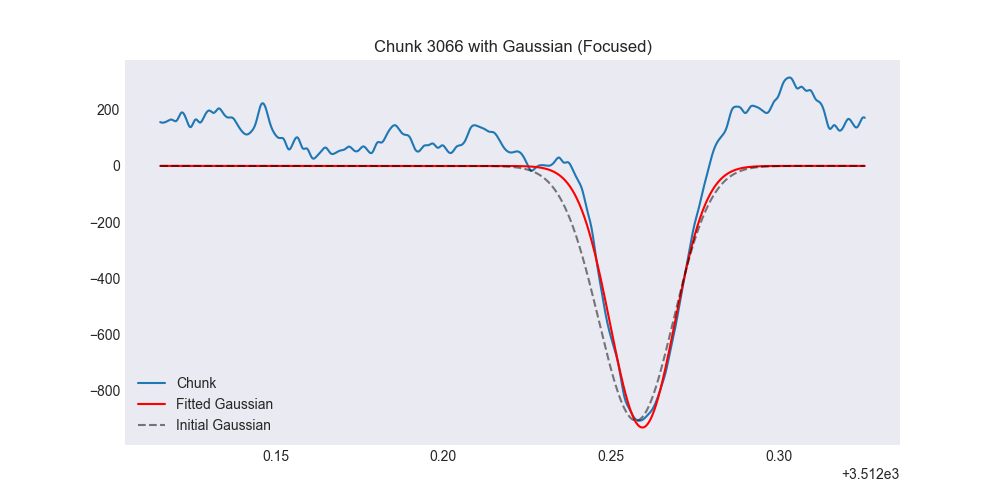 Chunk 3066 with Gaussian (Focused)
200
0
−200
−400
−600
−800
Chunk
Fitted Gaussian
Initial Gaussian
0.15 0.20 0.25 0.30
+3.512e3